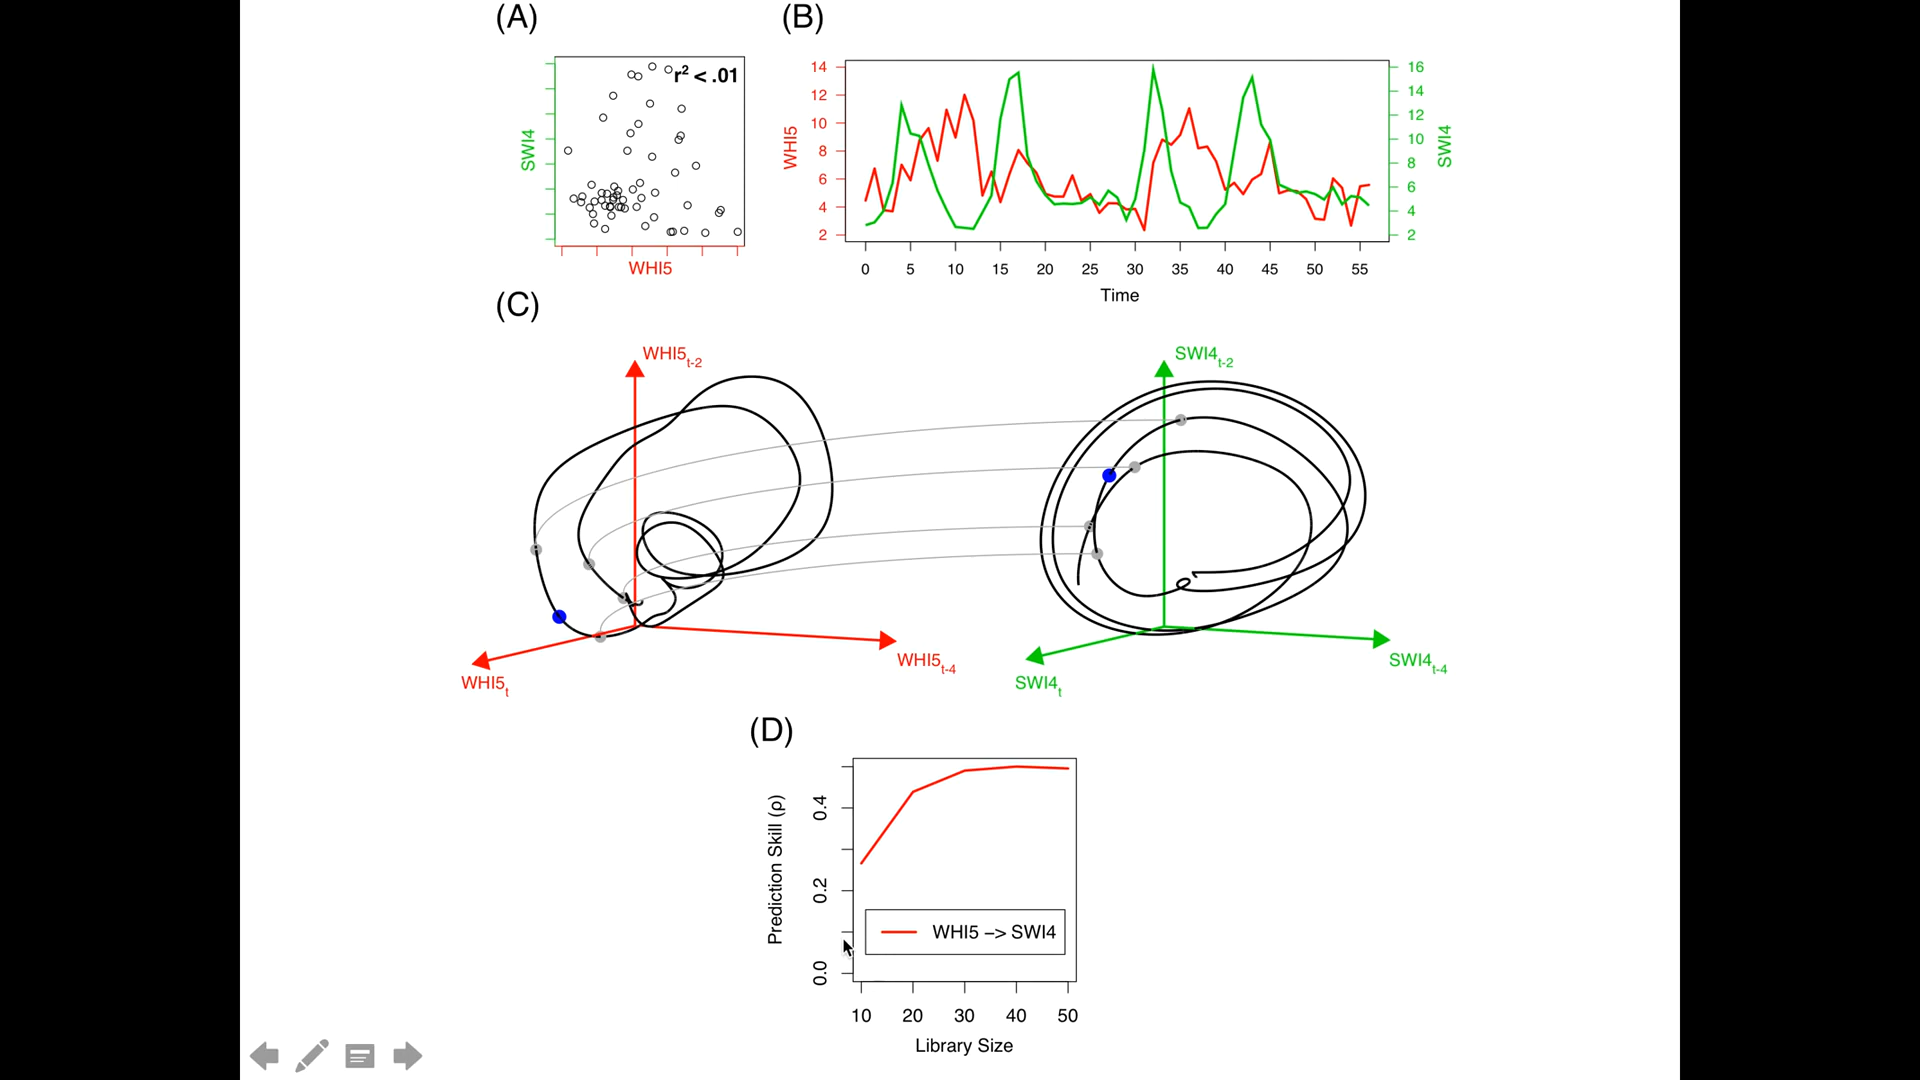 (A)
r² < .01
SWI4
WHI5
(B)
14
12
10
8
6
4
2
WHI5
16
14
12
10
8
6
4
2
SWI4
0 5 10 15 20 25 30 35 40 45 50 55
Time
(C)
WHI5t-2
WHI5t-4
WHI5t
SWI4t-2
SWI4t-4
SWI4t
(D)
Prediction Skill (ρ)
0.4
0.2
0.0
WHI5 –> SWI4
10 20 30 40 50
Library Size